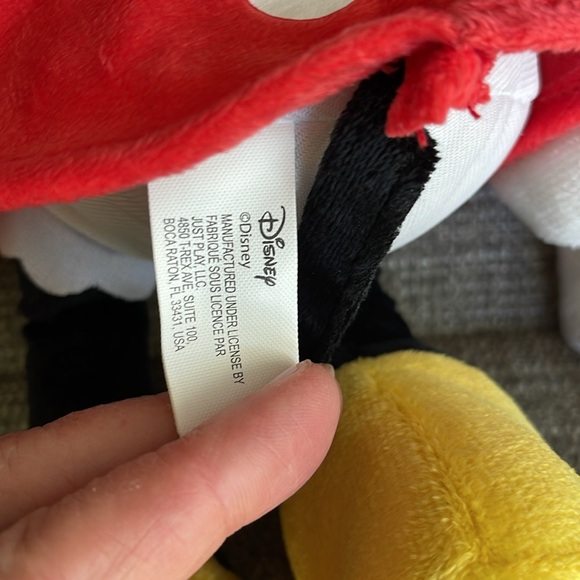 DISNEY
©Disney
MANUFACTURED UNDER LICENSE BY
FABRIQUE SOUS LICENCE PAR
JUST PLAY, LLC,
4850 T-REX AVE, SUITE 100,
BOCA RATON, FL 33431, USA